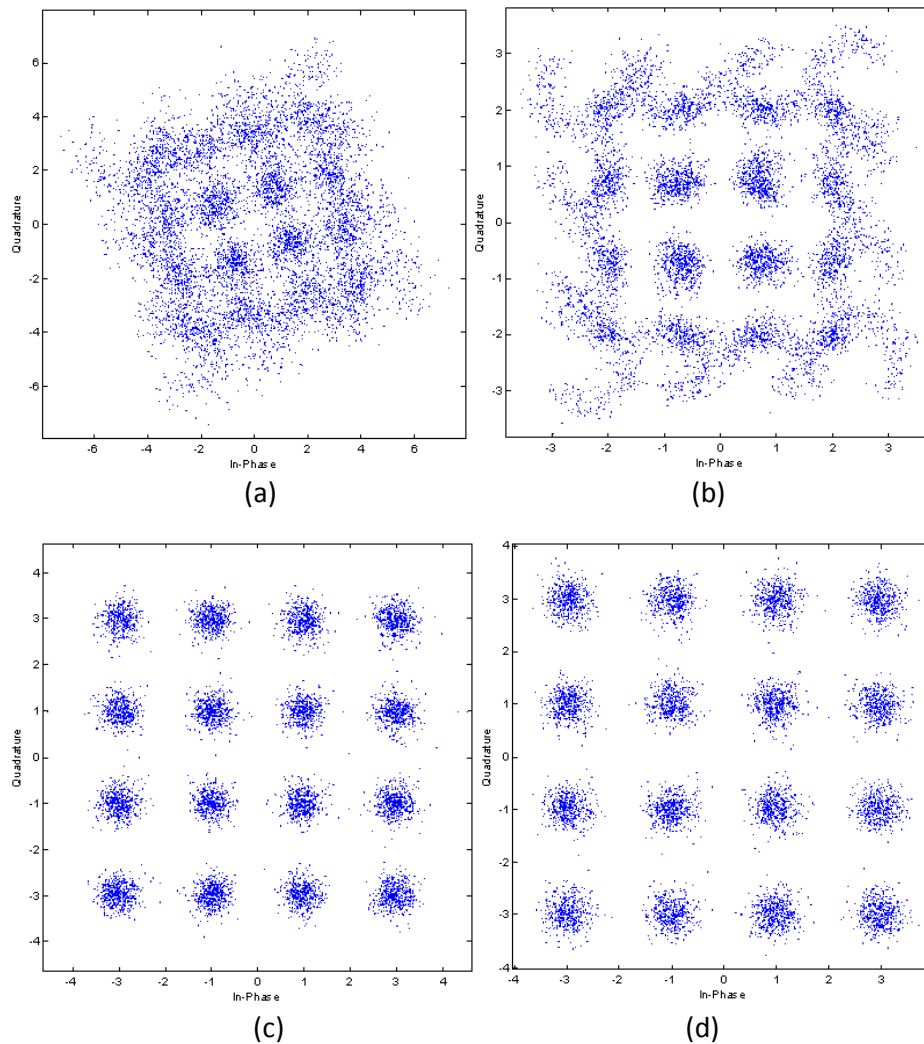 6
4
2
0
-2
-4
-6
Quadrature
-6 -4 -2 0 2 4 6
In-Phase
(a)
3
2
1
0
-1
-2
-3
Quadrature
-3 -2 -1 0 1 2 3
In-Phase
(b)
4
3
2
1
0
-1
-2
-3
-4
Quadrature
-4 -3 -2 -1 0 1 2 3 4
In-Phase
(c)
4
3
2
1
0
-1
-2
-3
-4
Quadrature
-4 -3 -2 -1 0 1 2 3
In-Phase
(d)